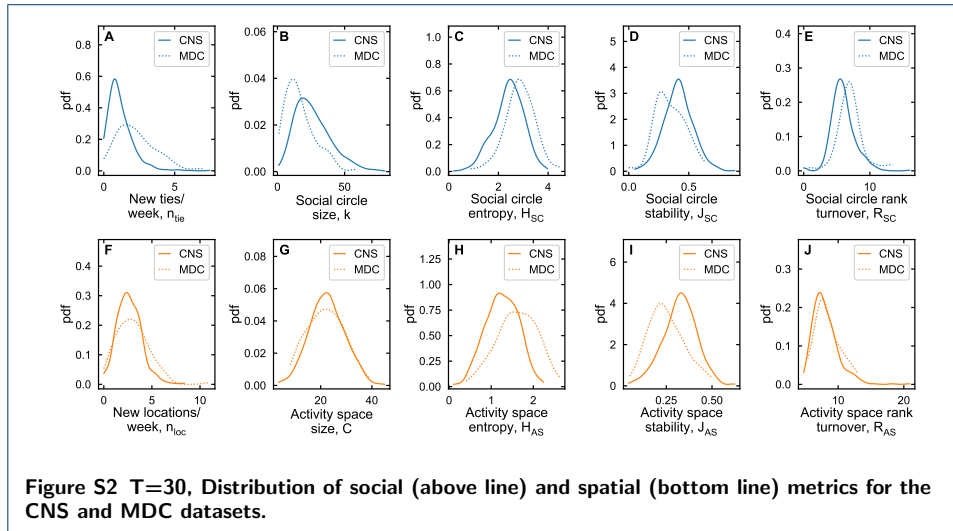 A
CNS
MDC
0.8
0.6
0.4
0.2
0.0
pdf
0
5
New ties/
week, n_tie
B
CNS
MDC
0.06
0.04
0.02
0.00
0
50
Social circle
size, k
C
CNS
MDC
1.0
0.8
0.6
0.4
0.2
0.0
pdf
0
2
4
Social circle
entropy, H_SC
D
CNS
MDC
5
4
3
2
1
0
pdf
0.0
0.5
Social circle
stability, J_SC
E
CNS
MDC
0.4
0.3
0.2
0.1
0.0
pdf
0
10
Social circle rank
turnover, R_SC
F
CNS
MDC
0.4
0.3
0.2
0.1
0.0
pdf
0
5
10
New locations/
week, n_loc
G
CNS
MDC
0.08
0.06
0.04
0.02
0.00
pdf
0
20
40
Activity space
size, C
H
CNS
MDC
1.25
1.00
0.75
0.50
0.25
0.00
pdf
0
1
2
Activity space
entropy, H_AS
I
CNS
MDC
6
4
2
0
pdf
0.25
0.50
Activity space
stability, J_AS
J
CNS
MDC
0.3
0.2
0.1
0.0
pdf
10
20
Activity space rank
turnover, R_AS
Figure S2 T=30, Distribution of social (above line) and spatial (bottom line) metrics for the
CNS and MDC datasets.